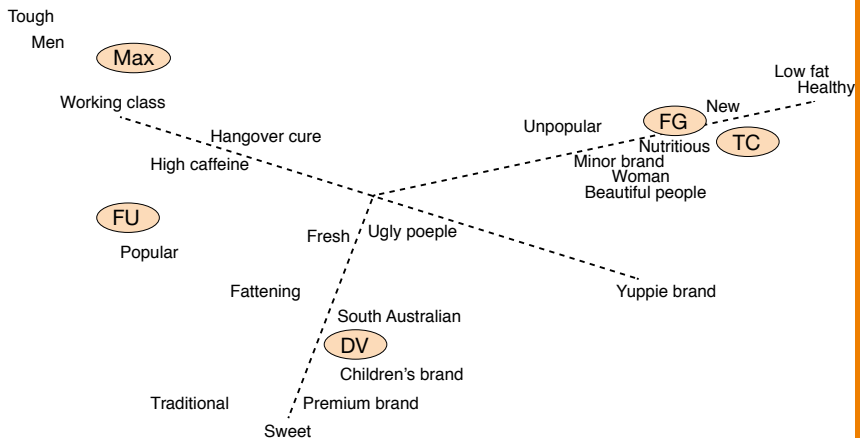 Tough
Men
Max
Low fat
Healthy
Working class
New
FG
Unpopular
Hangover cure
TC
Nutritious
High caffeine
Minor brand
Woman
Beautiful people
FU
Fresh
Ugly poeple
Popular
Fattening
Yuppie brand
South Australian
DV
Children’s brand
Traditional
Premium brand
Sweet